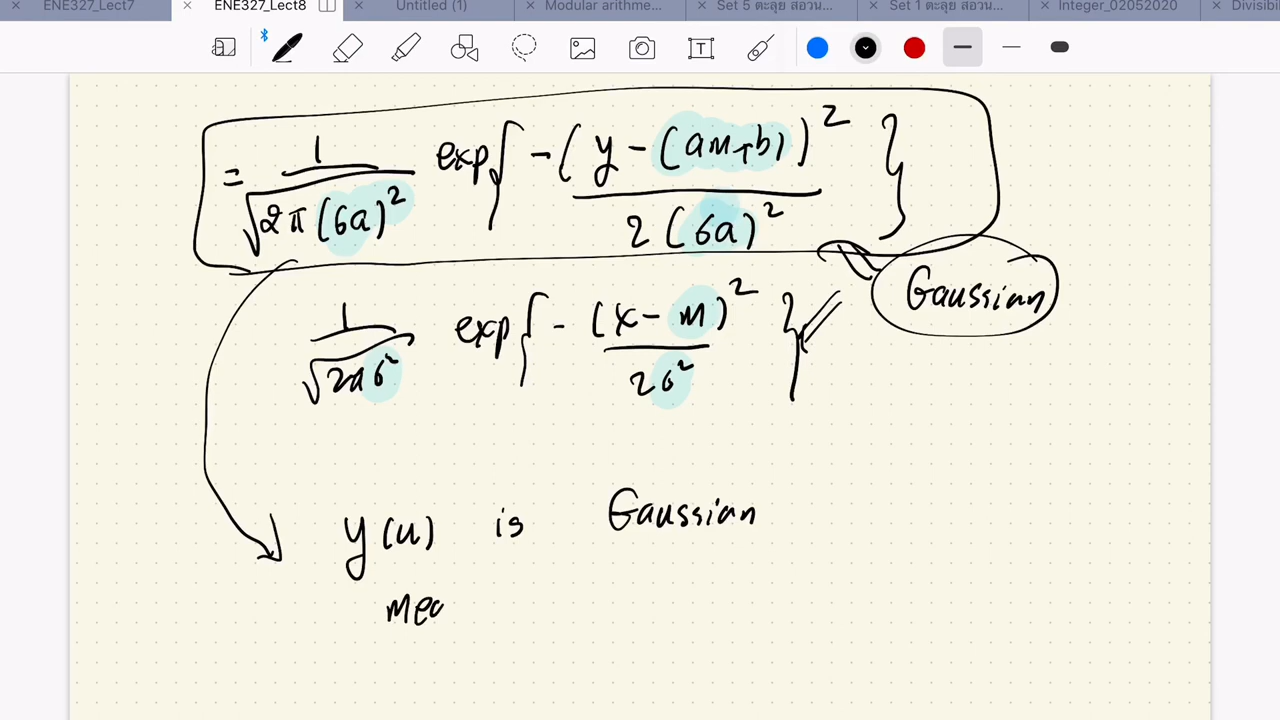 ENE327_Lect7 ENE327_Lect8 Untitled (1) Modular arithme... Set 5 ตะลุย สอวน... Set 1 ตะลุย สอวน... Integer_02052020 Divisibi
= 1/√(2π(σa)²) exp{ -(y-(am+b))² / 2(σa)² }
Gaussian
1/√(2πσ²) exp{ -(x-m)² / 2σ² }
y(u) is Gaussian
mea